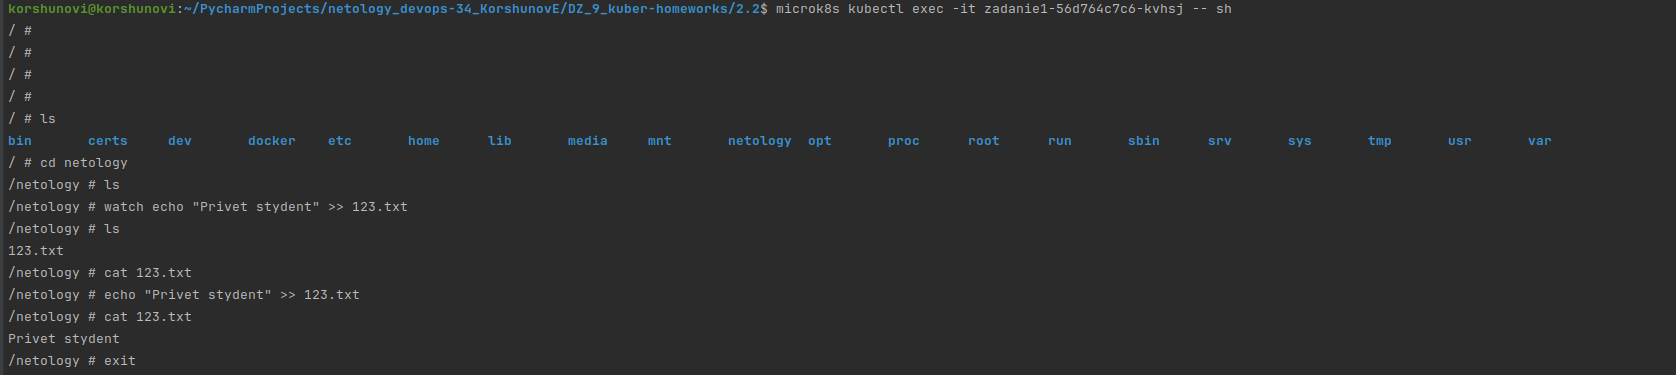 korshunovi@korshunovi:~/PycharmProjects/netology_devops-34_KorshunovE/DZ_9_kuber-homeworks/2.2$ microk8s kubectl exec -it zadanie1-56d764c7c6-kvhsj -- sh
/ #
/ #
/ #
/ #
/ # ls
bin certs dev docker etc home lib media mnt netology opt proc root run sbin srv sys tmp usr var
/ # cd netology
/netology # ls
/netology # watch echo "Privet stydent" >> 123.txt
/netology # ls
123.txt
/netology # cat 123.txt
/netology # echo "Privet stydent" >> 123.txt
/netology # cat 123.txt
Privet stydent
/netology # exit